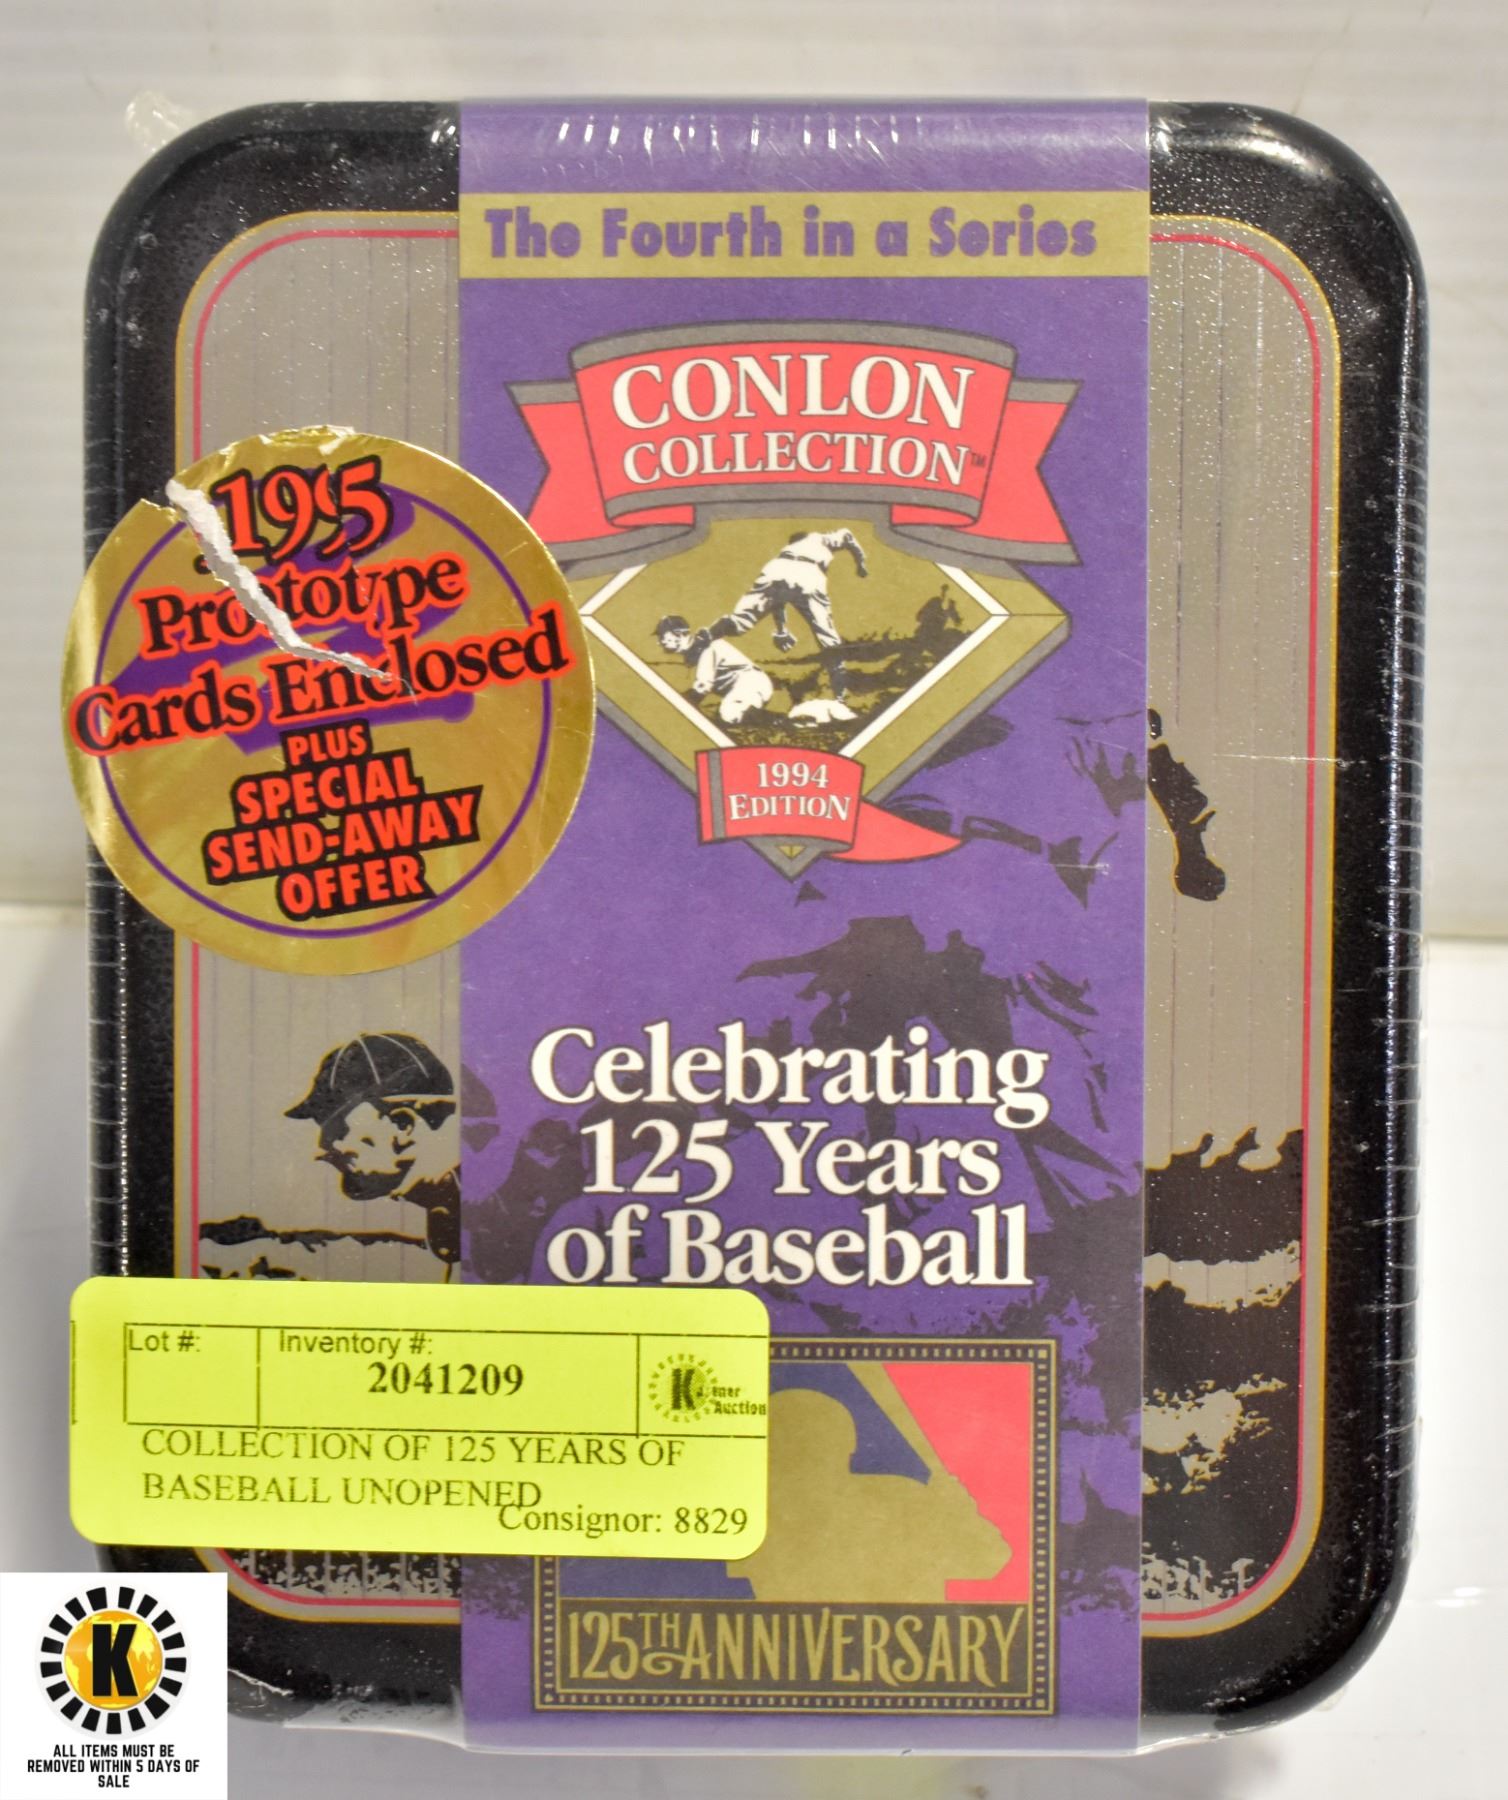 The Fourth in a Series
CONLON
COLLECTION™
1994
EDITION
1995
Prototype
Cards Enclosed
PLUS
SPECIAL
SEND-AWAY
OFFER
Celebrating
125 Years
of Baseball
Lot #:
Inventory #:
2041209
K
Auction
COLLECTION OF 125 YEARS OF
BASEBALL UNOPENED
Consignor: 8829
125TH ANNIVERSARY
K
ALL ITEMS MUST BE
REMOVED WITHIN 5 DAYS OF
SALE